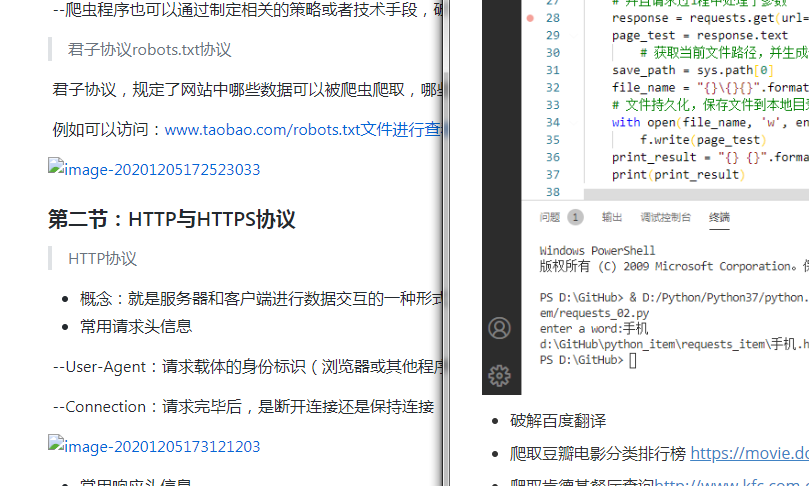 --爬虫程序也可以通过制定相关的策略或者技术手段，破
君子协议robots.txt协议
君子协议，规定了网站中哪些数据可以被爬虫爬取，哪些
例如可以访问：www.taobao.com/robots.txt文件进行查
image-20201205172523033
第二节：HTTP与HTTPS协议
HTTP协议
概念：就是服务器和客户端进行数据交互的一种形式
常用请求头信息
--User-Agent：请求载体的身份标识（浏览器或其他程序
--Connection：请求完毕后，是断开连接还是保持连接
image-20201205173121203
常用响应头信息
27 # 并且请求过程中处理了参数
28 response = requests.get(url=
29 page_test = response.text
30 # 获取当前文件路径，并生成
31 save_path = sys.path[0]
32 file_name = "{}\{}{}".format
33 # 文件持久化，保存文件到本地目录
34 with open(file_name, 'w', en
35 f.write(page_test)
36 print_result = "{} {}".forma
37 print(print_result)
38
问题 1 输出 调试控制台 终端
Windows PowerShell
版权所有 (C) 2009 Microsoft Corporation。保
PS D:\GitHub> & D:/Python/Python37/python.
em/requests_02.py
enter a word:手机
d:\GitHub\python_item\requests_item\手机.h
PS D:\GitHub>
破解百度翻译
爬取豆瓣电影分类排行榜 https://movie.do
爬取肯德基餐厅查询http://www.kfc.com.c